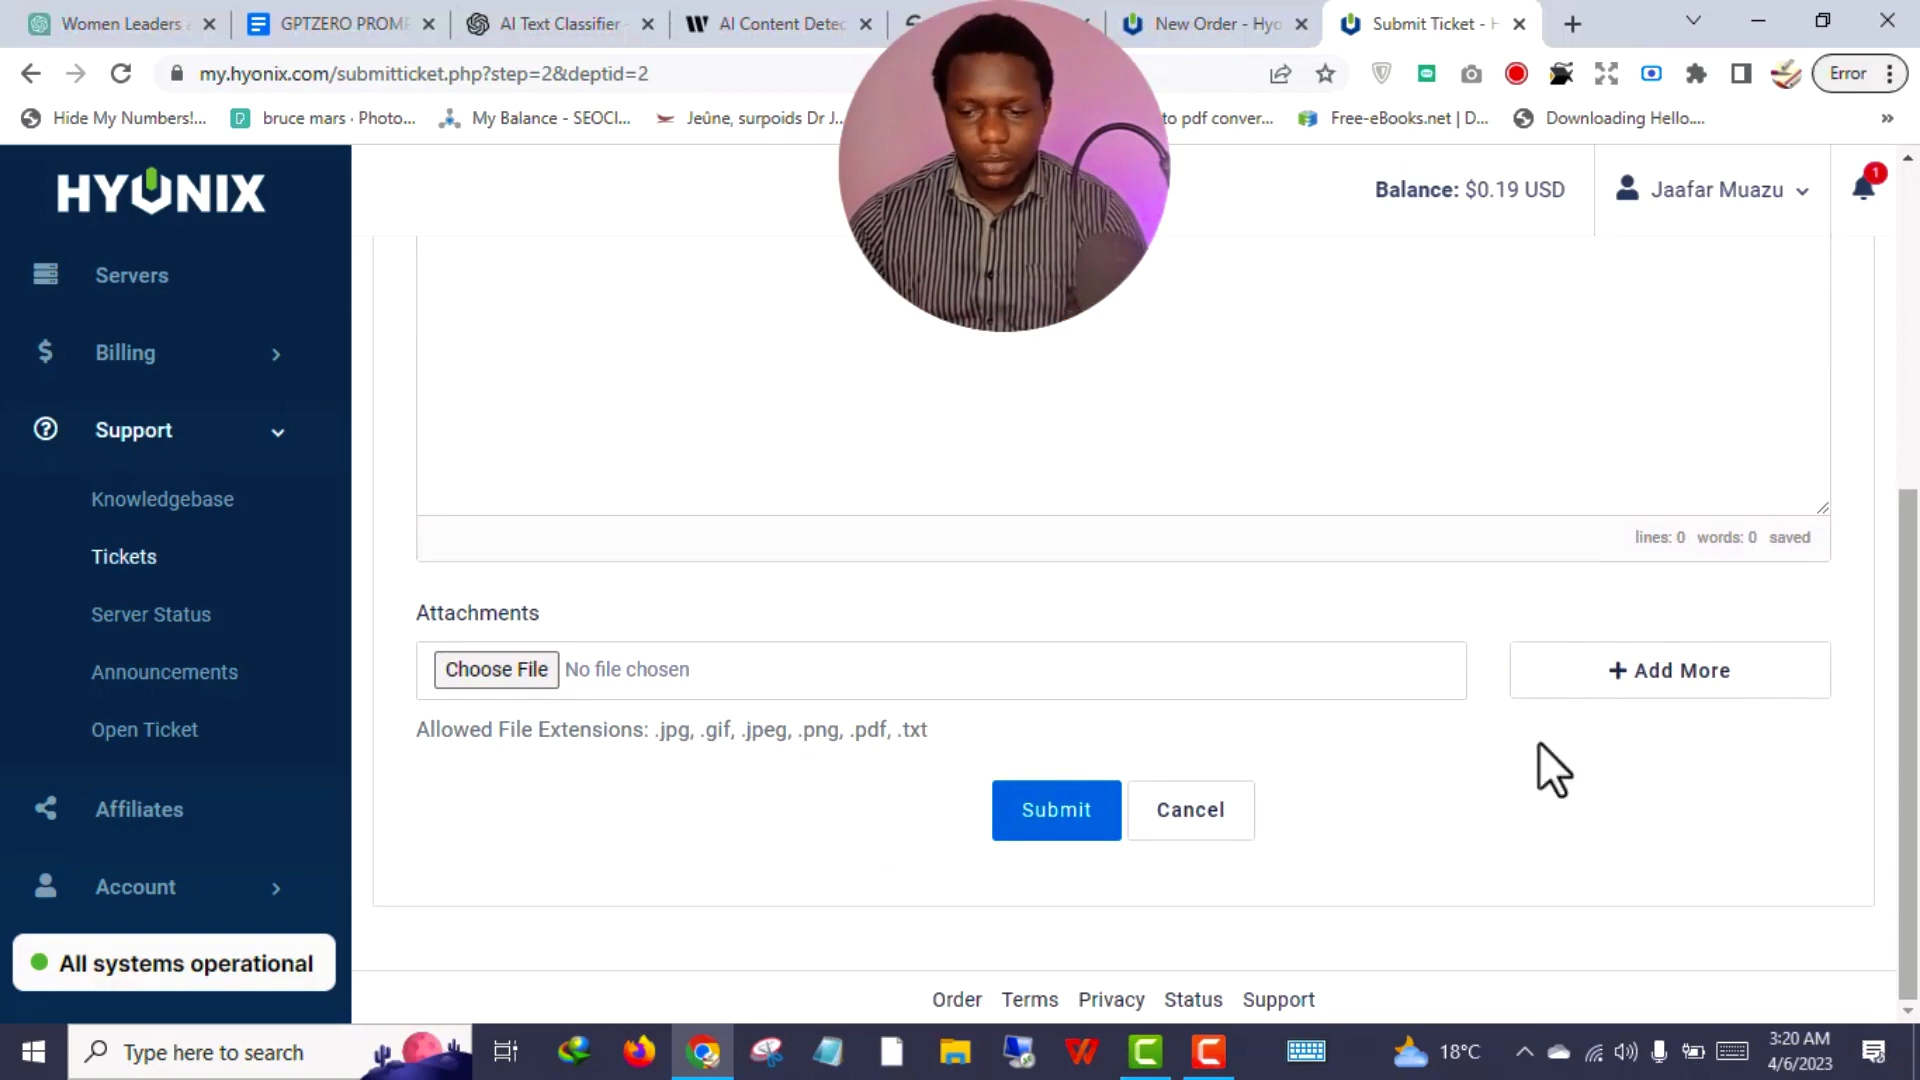 Women Leaders a
GPTZERO PROMP
AI Text Classifier
AI Content Detec
New Order - Hyo
Submit Ticket - H
my.hyonix.com/submitticket.php?step=2&deptid=2
Error
Hide My Numbers!...
bruce mars · Photo...
My Balance - SEOCl...
Jeûne, surpoids Dr J...
to pdf conver...
Free-eBooks.net | D...
Downloading Hello....
HYONIX
Balance: $0.19 USD
Jaafar Muazu
1
Servers
Billing
Support
Knowledgebase
Tickets
Server Status
Announcements
Open Ticket
Affiliates
Account
All systems operational
lines: 0 words: 0 saved
Attachments
Choose File No file chosen
+ Add More
Allowed File Extensions: .jpg, .gif, .jpeg, .png, .pdf, .txt
Submit
Cancel
Order Terms Privacy Status Support
Type here to search
18°C
3:20 AM
4/6/2023